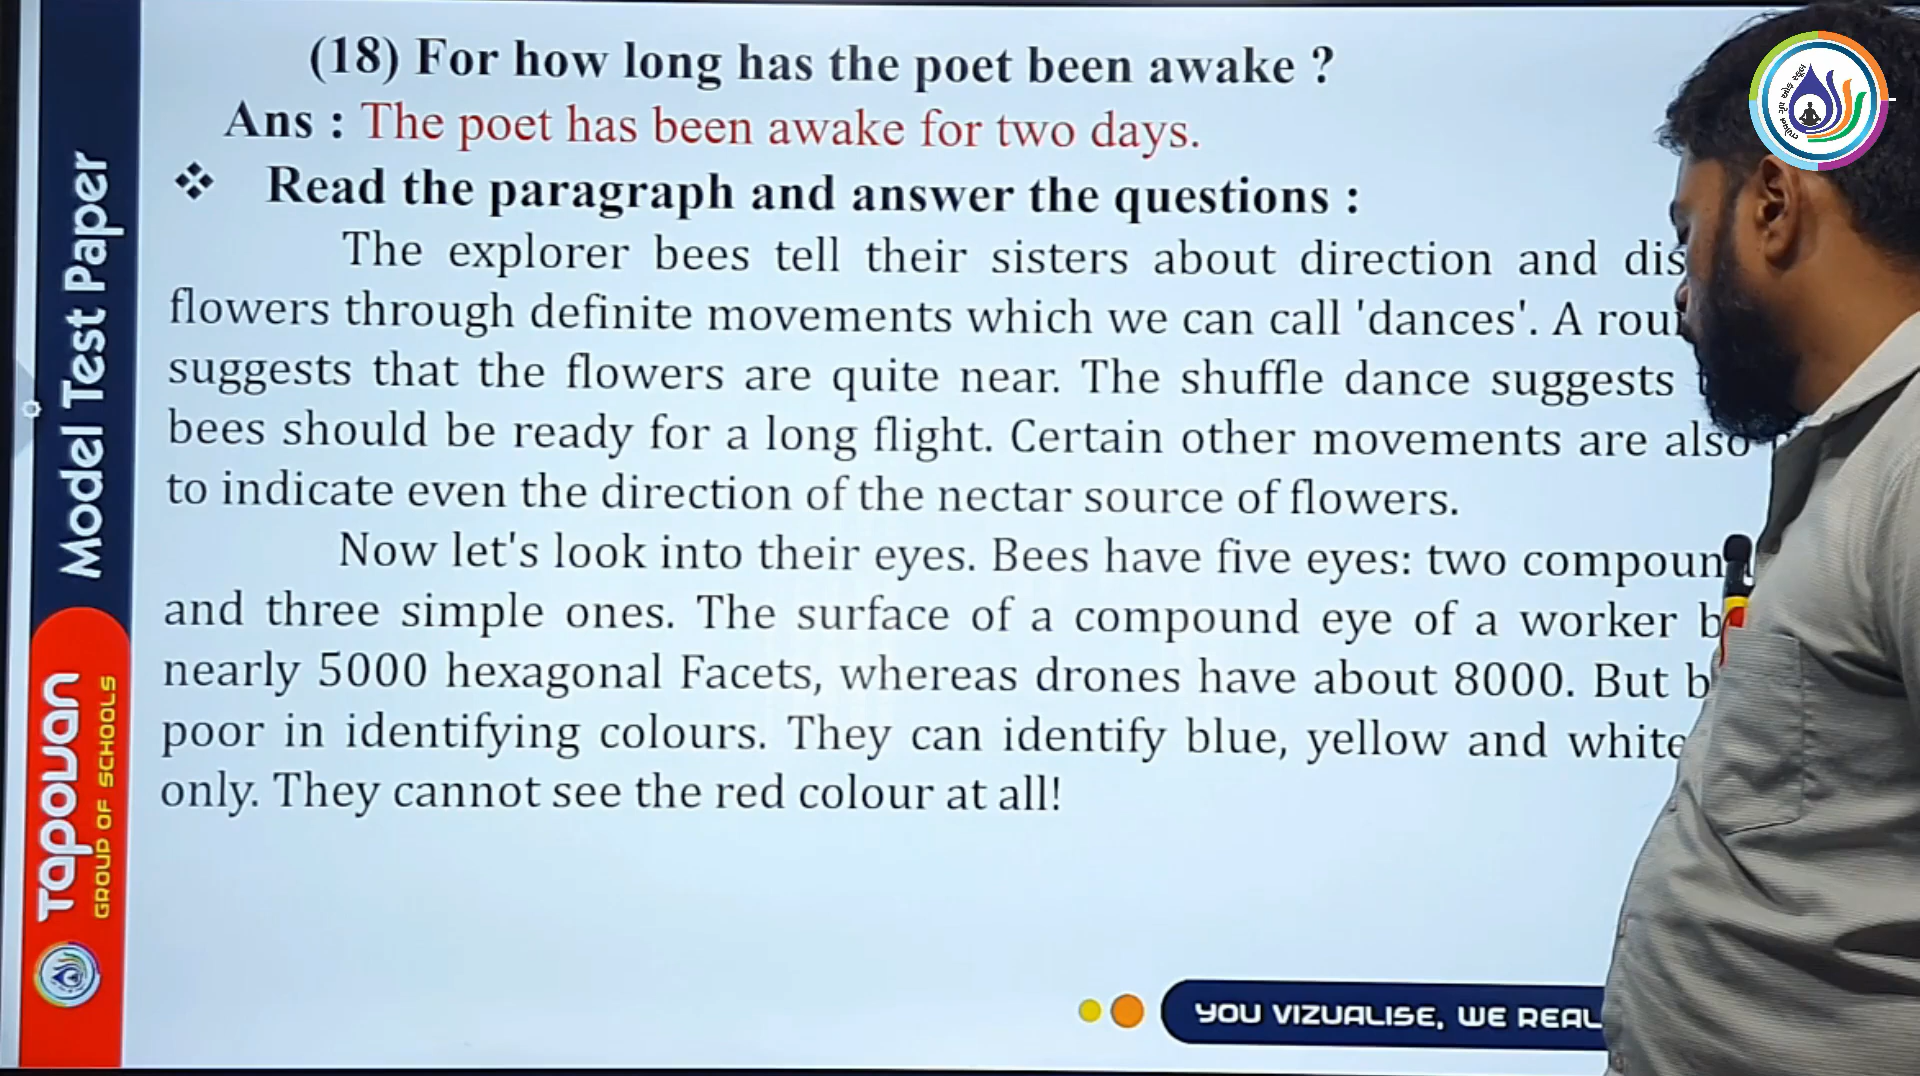 (18) For how long has the poet been awake ?
Ans : The poet has been awake for two days.
❖ Read the paragraph and answer the questions :
The explorer bees tell their sisters about direction and
flowers through definite movements which we can call 'dances'. A
suggests that the flowers are quite near. The shuffle dance suggests
bees should be ready for a long flight. Certain other movements are also
to indicate even the direction of the nectar source of flowers.
Now let's look into their eyes. Bees have five eyes: two
and three simple ones. The surface of a compound eye of a worker
nearly 5000 hexagonal Facets, whereas drones have about 8000. But
poor in identifying colours. They can identify blue, yellow and white
only. They cannot see the red colour at all!
Model Test Paper
TAPOVAN
GROUP OF SCHOOLS
YOU VIZUALISE, WE